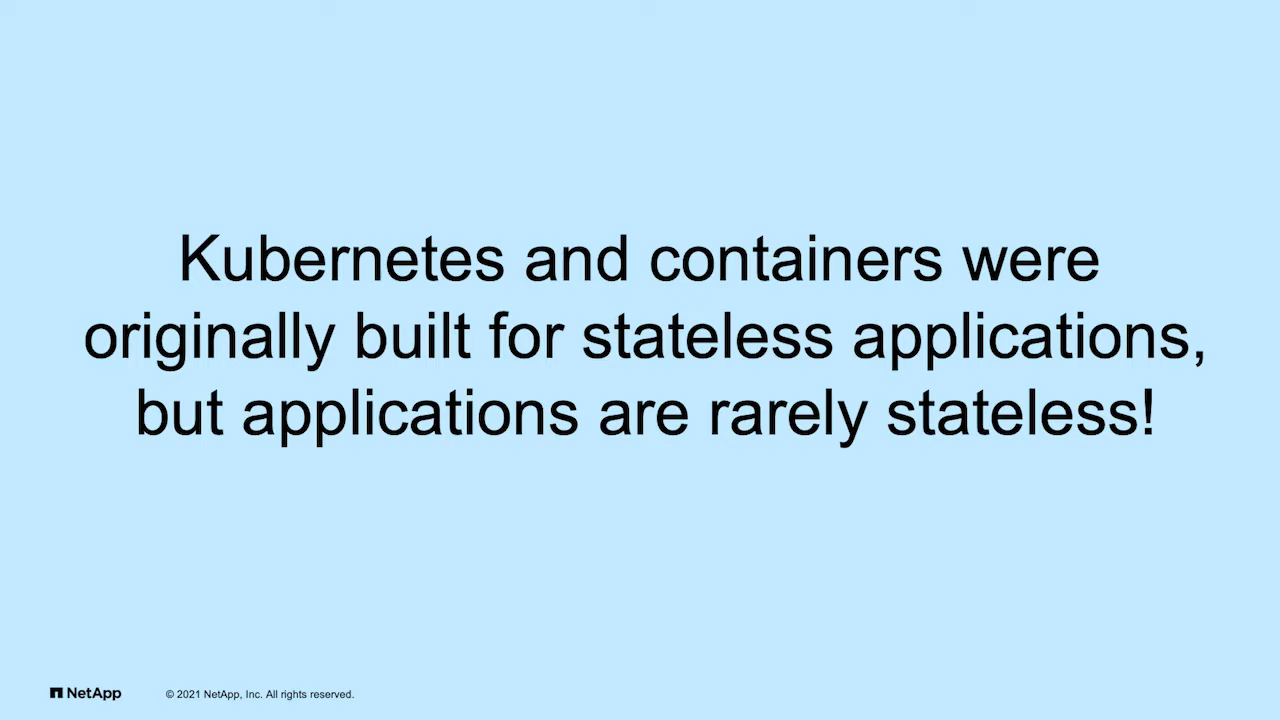 Kubernetes and containers were
originally built for stateless applications,
but applications are rarely stateless!
NetApp © 2021 NetApp, Inc. All rights reserved.